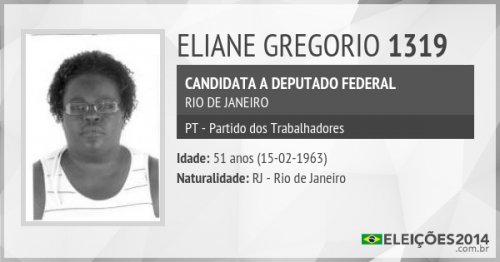 ELIANE GREGORIO 1319
CANDIDATA A DEPUTADO FEDERAL
RIO DE JANEIRO
PT - Partido dos Trabalhadores
Idade: 51 anos (15-02-1963)
Naturalidade: RJ - Rio de Janeiro
ELEIÇÕES2014
.com.br